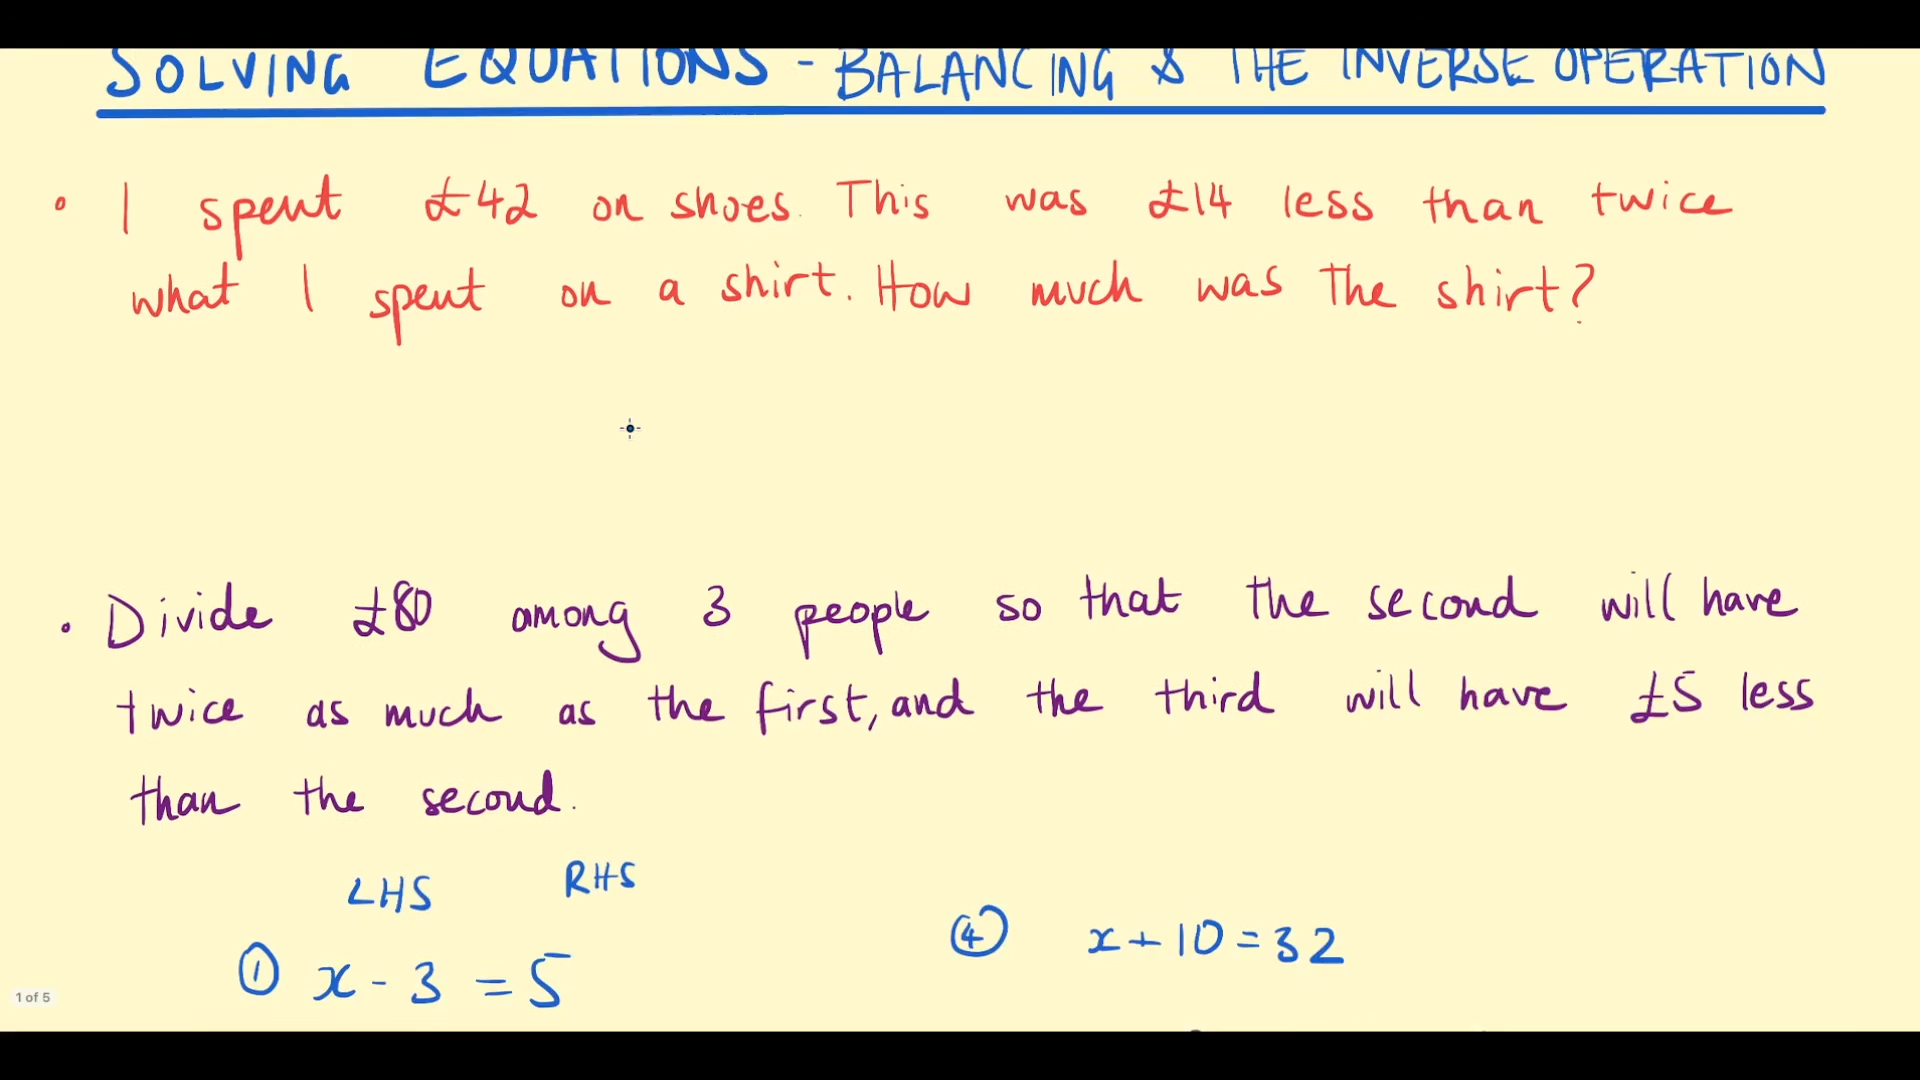 SOLVING EQUATIONS - BALANCING & THE INVERSE OPERATION
• I spent £42 on shoes. This was £14 less than twice
what I spent on a shirt. How much was the shirt?
• Divide £80 among 3 people so that the second will have
twice as much as the first, and the third will have £5 less
than the second.
LHS RHS
① x - 3 = 5
④ x + 10 = 32
1 of 5